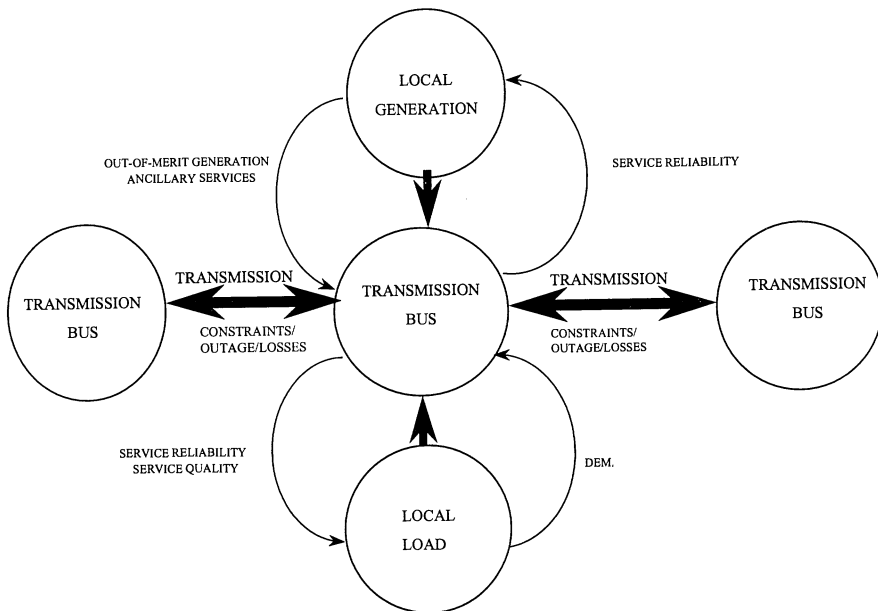 LOCAL
GENERATION
OUT-OF-MERIT GENERATION
ANCILLARY SERVICES
SERVICE RELIABILITY
TRANSMISSION
BUS
TRANSMISSION
CONSTRAINTS/
OUTAGE/LOSSES
TRANSMISSION
BUS
TRANSMISSION
CONSTRAINTS/
OUTAGE/LOSSES
TRANSMISSION
BUS
SERVICE RELIABILITY
SERVICE QUALITY
DEM.
LOCAL
LOAD